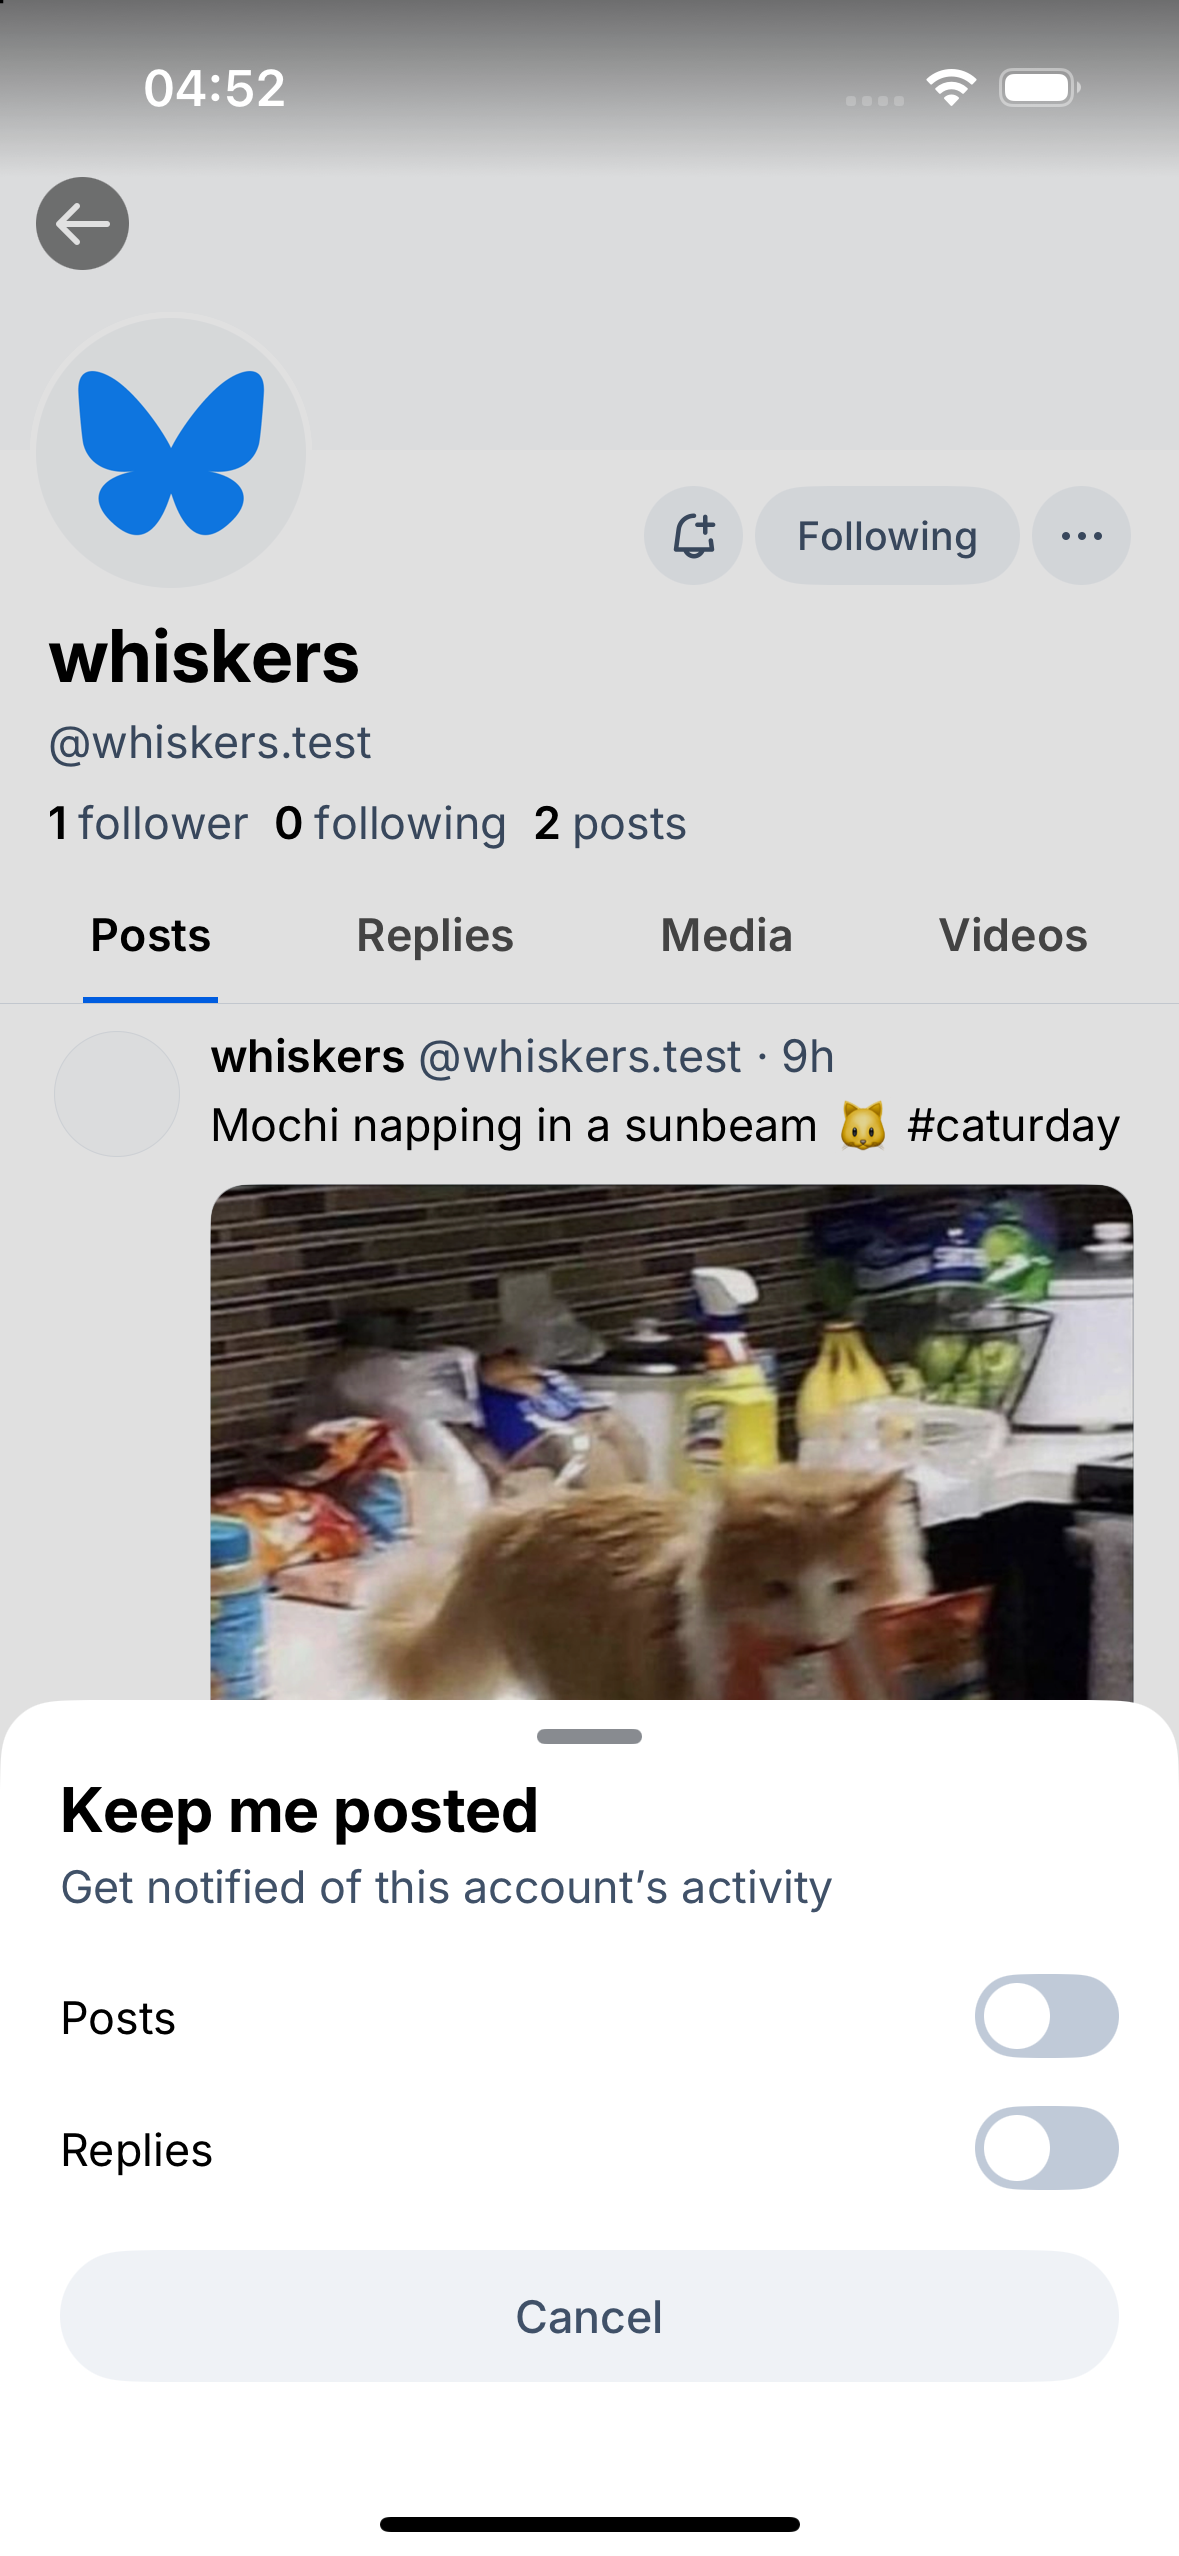 04:52
Following
whiskers
@whiskers.test
1 follower 0 following 2 posts
Posts Replies Media Videos
whiskers @whiskers.test · 9h
Mochi napping in a sunbeam 🐱 #caturday
Keep me posted
Get notified of this account’s activity
Posts
Replies
Cancel